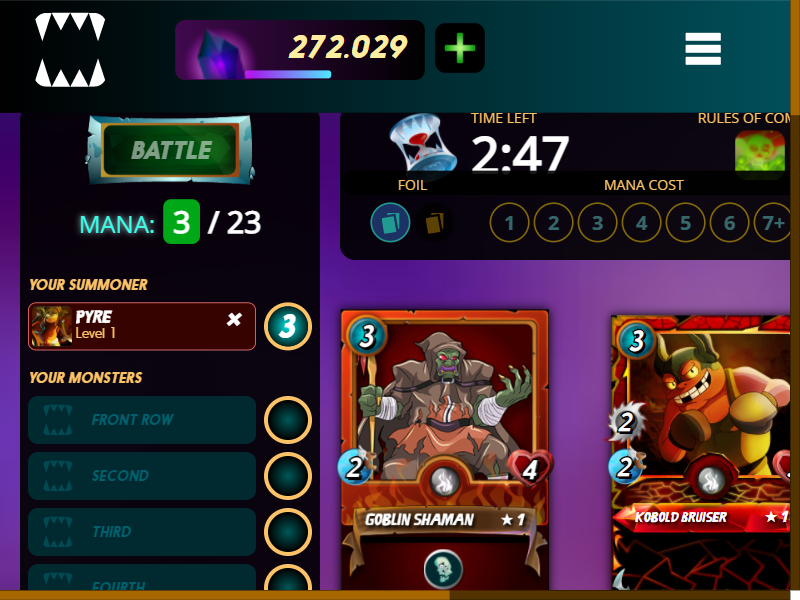 272.029
BATTLE
MANA: 3 / 23
YOUR SUMMONER
PYRE
Level 1
3
YOUR MONSTERS
FRONT ROW
SECOND
THIRD
FOURTH
TIME LEFT
2:47
RULES OF COM
FOIL
MANA COST
1 2 3 4 5 6 7+
3
2
4
GOBLIN SHAMAN ★ 1
3
2
2
KOBOLD BRUISER ★ 1